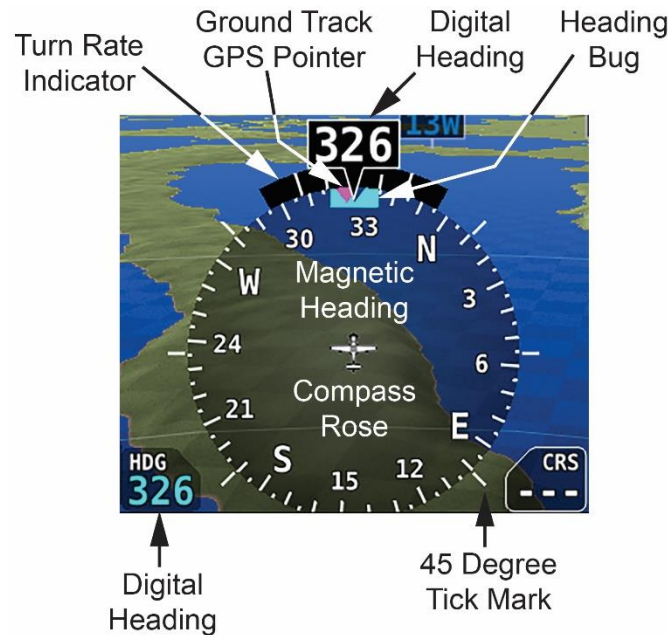 Turn Rate
Indicator
Ground Track
GPS Pointer
Digital
Heading
Heading
Bug
13W
326
33
30
N
W
Magnetic
Heading
3
24
6
Compass
Rose
21
E
S
12
15
HDG
326
CRS
---
Digital
Heading
45 Degree
Tick Mark